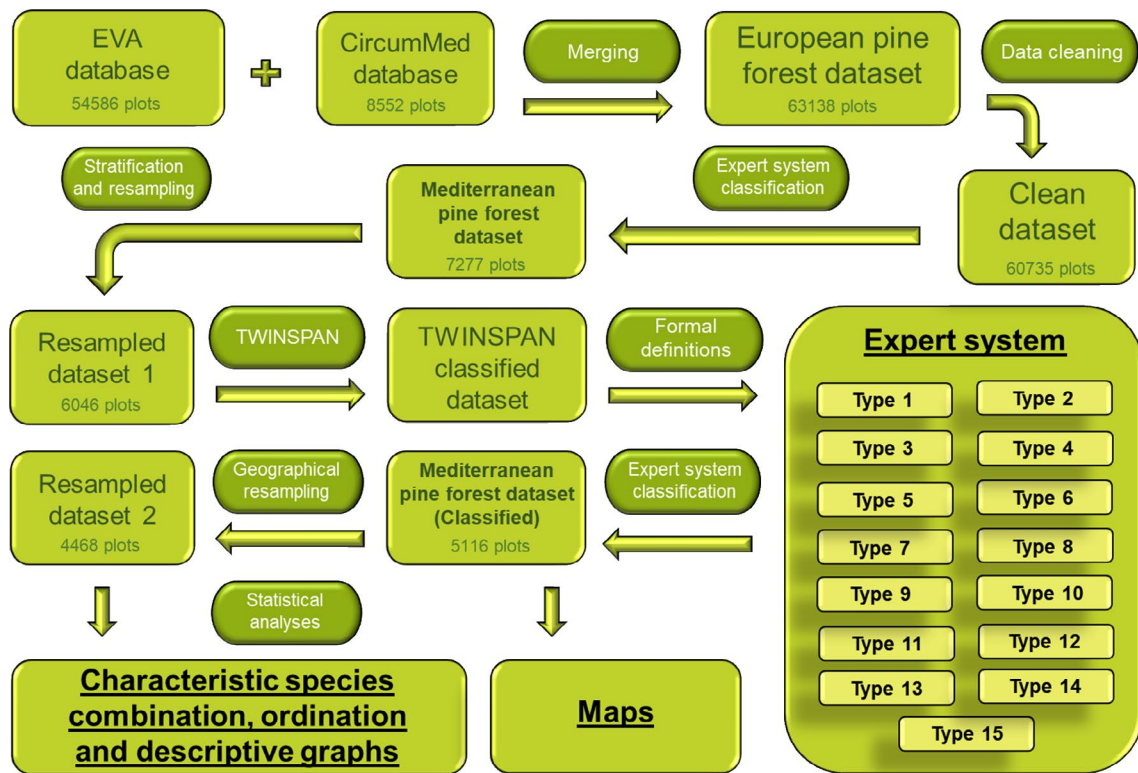 EVA
database
54586 plots
CircumMed
database
8552 plots
Merging
European pine
forest dataset
63138 plots
Data cleaning
Stratification
and resampling
Mediterranean
pine forest
dataset
7277 plots
Expert system
classification
Clean
dataset
60735 plots
Resampled
dataset 1
6046 plots
TWINSPAN
TWINSPAN
classified
dataset
Formal
definitions
Expert system
Type 1
Type 2
Type 3
Type 4
Type 5
Type 6
Type 7
Type 8
Type 9
Type 10
Type 11
Type 12
Type 13
Type 14
Type 15
Resampled
dataset 2
4468 plots
Geographical
resampling
Mediterranean
pine forest dataset
(Classified)
5116 plots
Expert system
classification
Statistical
analyses
Characteristic species
combination, ordination
and descriptive graphs
Maps